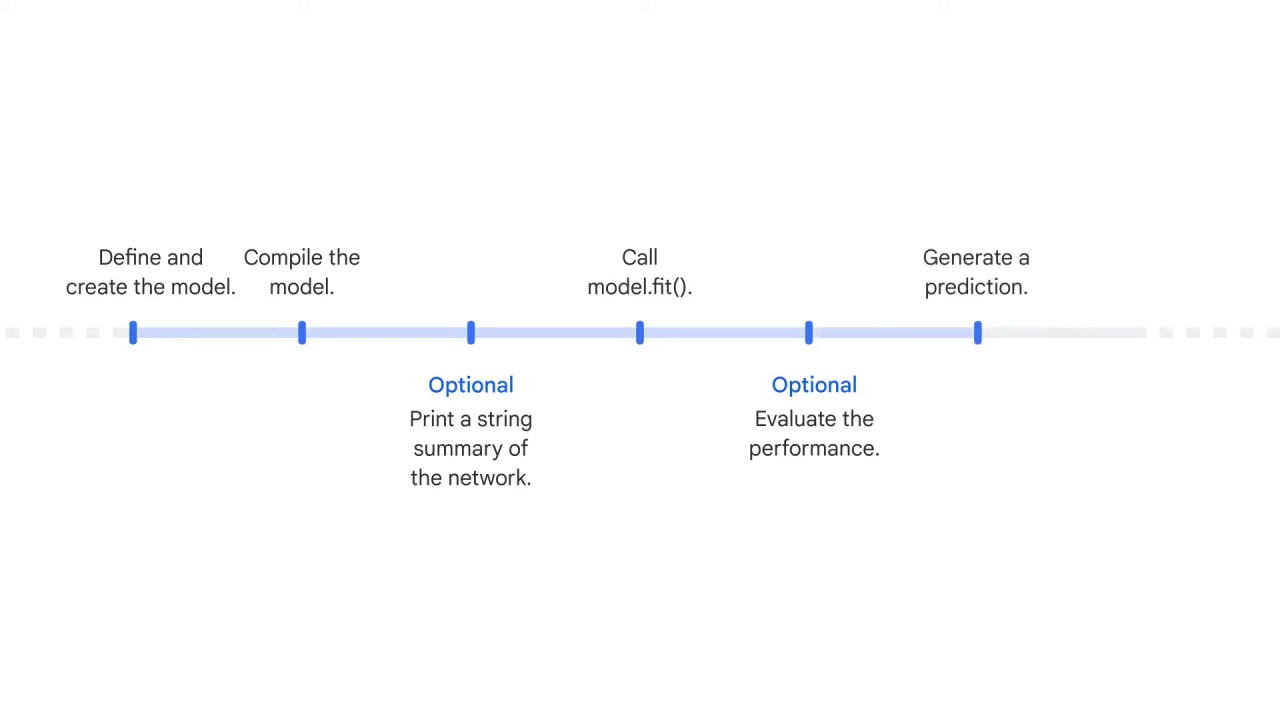 Define and
create the model.
Compile the
model.
Optional
Print a string
summary of
the network.
Call
model.fit().
Optional
Evaluate the
performance.
Generate a
prediction.